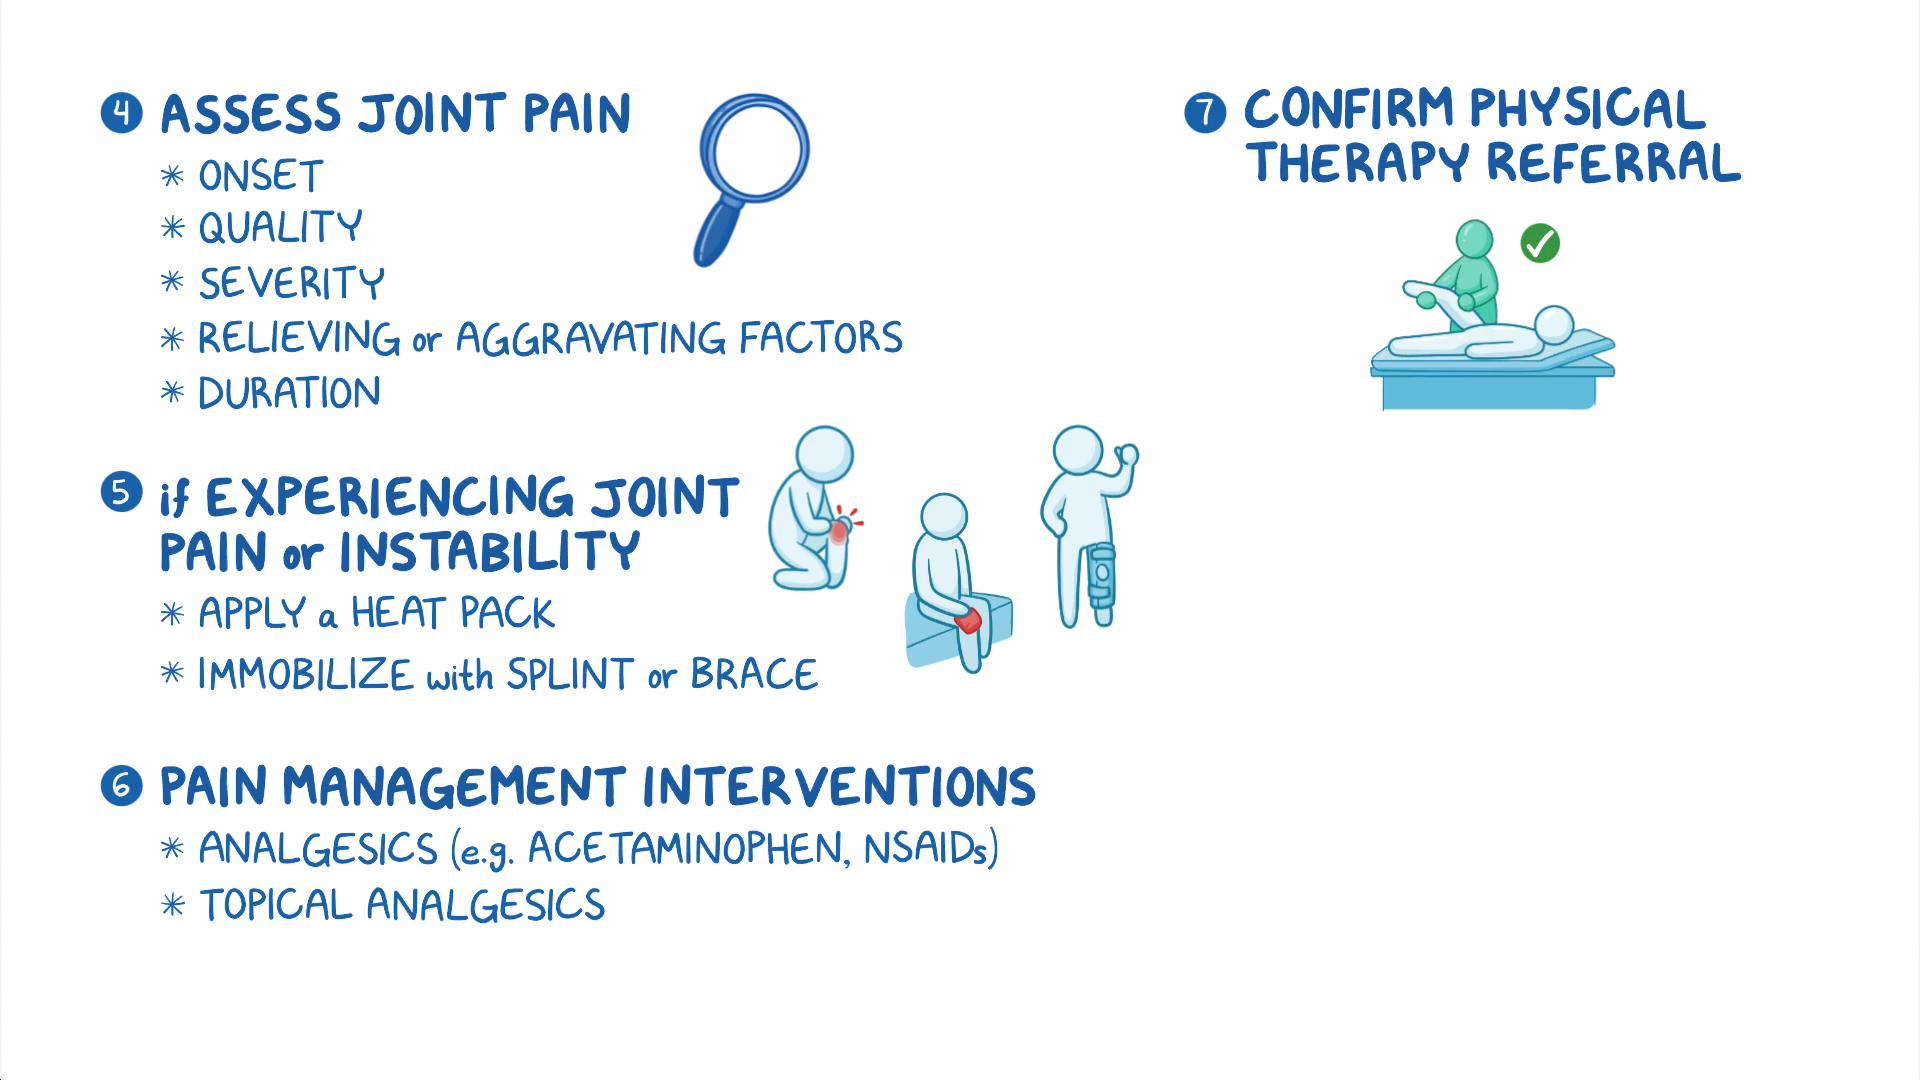 4 ASSESS JOINT PAIN
* ONSET
* QUALITY
* SEVERITY
* RELIEVING or AGGRAVATING FACTORS
* DURATION
5 if EXPERIENCING JOINT
PAIN or INSTABILITY
* APPLY a HEAT PACK
* IMMOBILIZE with SPLINT or BRACE
6 PAIN MANAGEMENT INTERVENTIONS
* ANALGESICS (e.g. ACETAMINOPHEN, NSAIDs)
* TOPICAL ANALGESICS
7 CONFIRM PHYSICAL
THERAPY REFERRAL